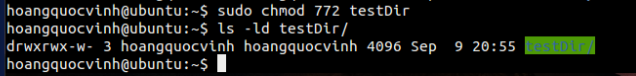 hoangquocvinh@ubuntu:~$ sudo chmod 772 testDir
hoangquocvinh@ubuntu:~$ ls -ld testDir/
drwxrwx-w- 3 hoangquocvinh hoangquocvinh 4096 Sep  9 20:55 testDir/
hoangquocvinh@ubuntu:~$